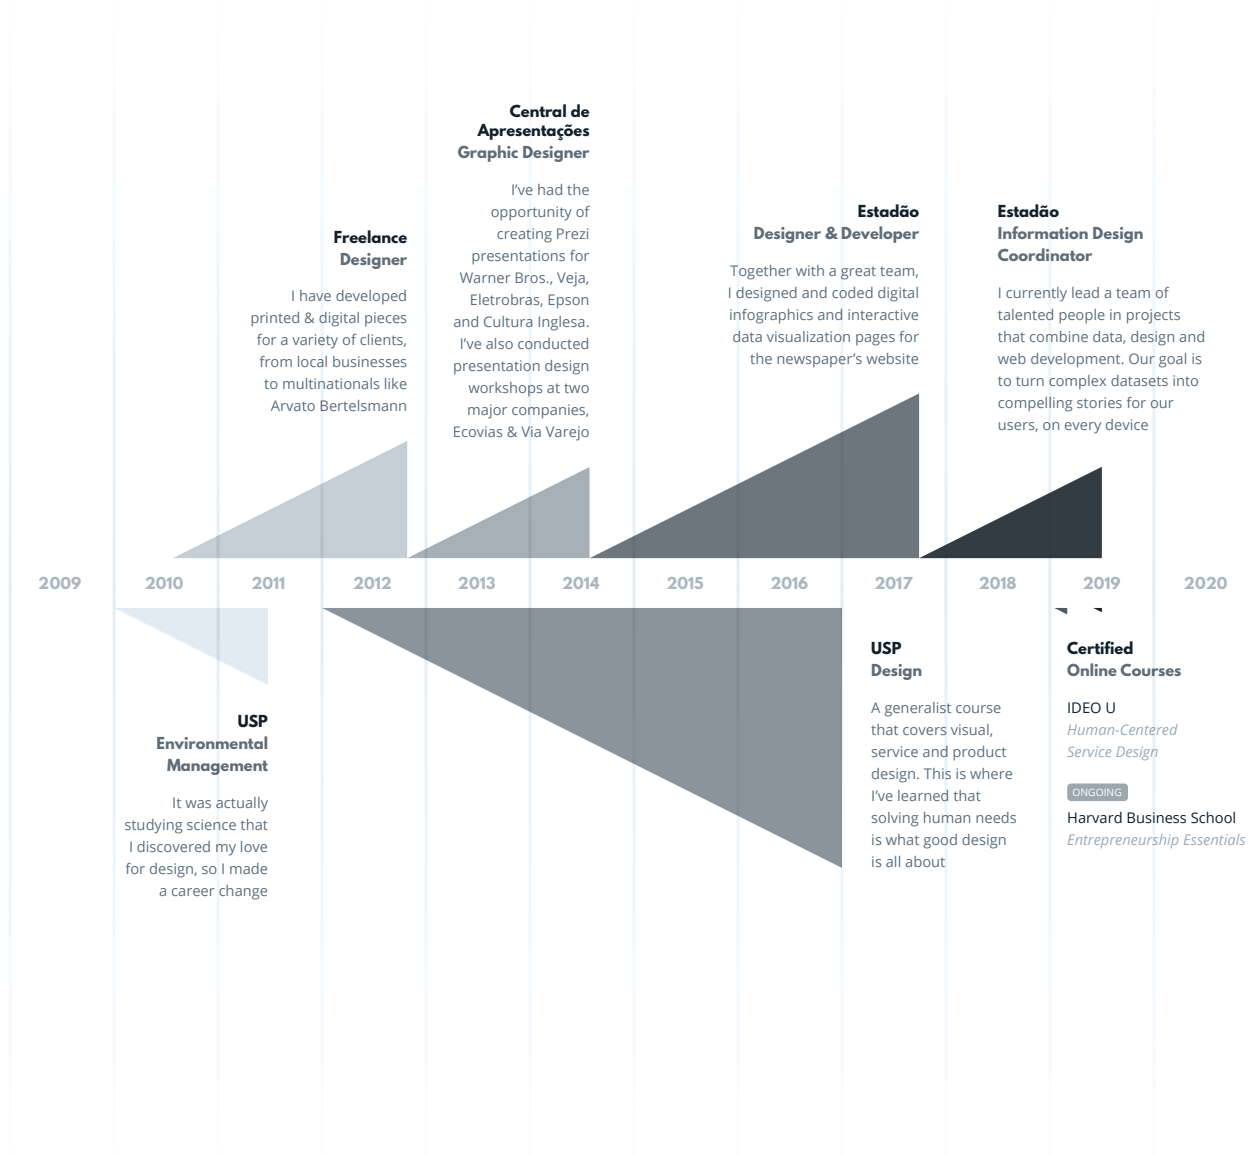 Central de
Apresentações
Graphic Designer
I’ve had the
opportunity of
creating Prezi
presentations for
Warner Bros., Veja,
Eletrobras, Epson
and Cultura Inglesa.
I’ve also conducted
presentation design
workshops at two
major companies,
Ecovias & Via Varejo
Freelance
Designer
I have developed
printed & digital pieces
for a variety of clients,
from local businesses
to multinationals like
Arvato Bertelsmann
Estadão
Designer & Developer
Together with a great team,
I designed and coded digital
infographics and interactive
data visualization pages for
the newspaper’s website
Estadão
Information Design
Coordinator
I currently lead a team of
talented people in projects
that combine data, design and
web development. Our goal is
to turn complex datasets into
compelling stories for our
users, on every device
2009 2010 2011 2012 2013 2014 2015 2016 2017 2018 2019 2020
USP
Environmental
Management
It was actually
studying science that
I discovered my love
for design, so I made
a career change
USP
Design
A generalist course
that covers visual,
service and product
design. This is where
I’ve learned that
solving human needs
is what good design
is all about
Certified
Online Courses
IDEO U
Human-Centered
Service Design
ONGOING
Harvard Business School
Entrepreneurship Essentials